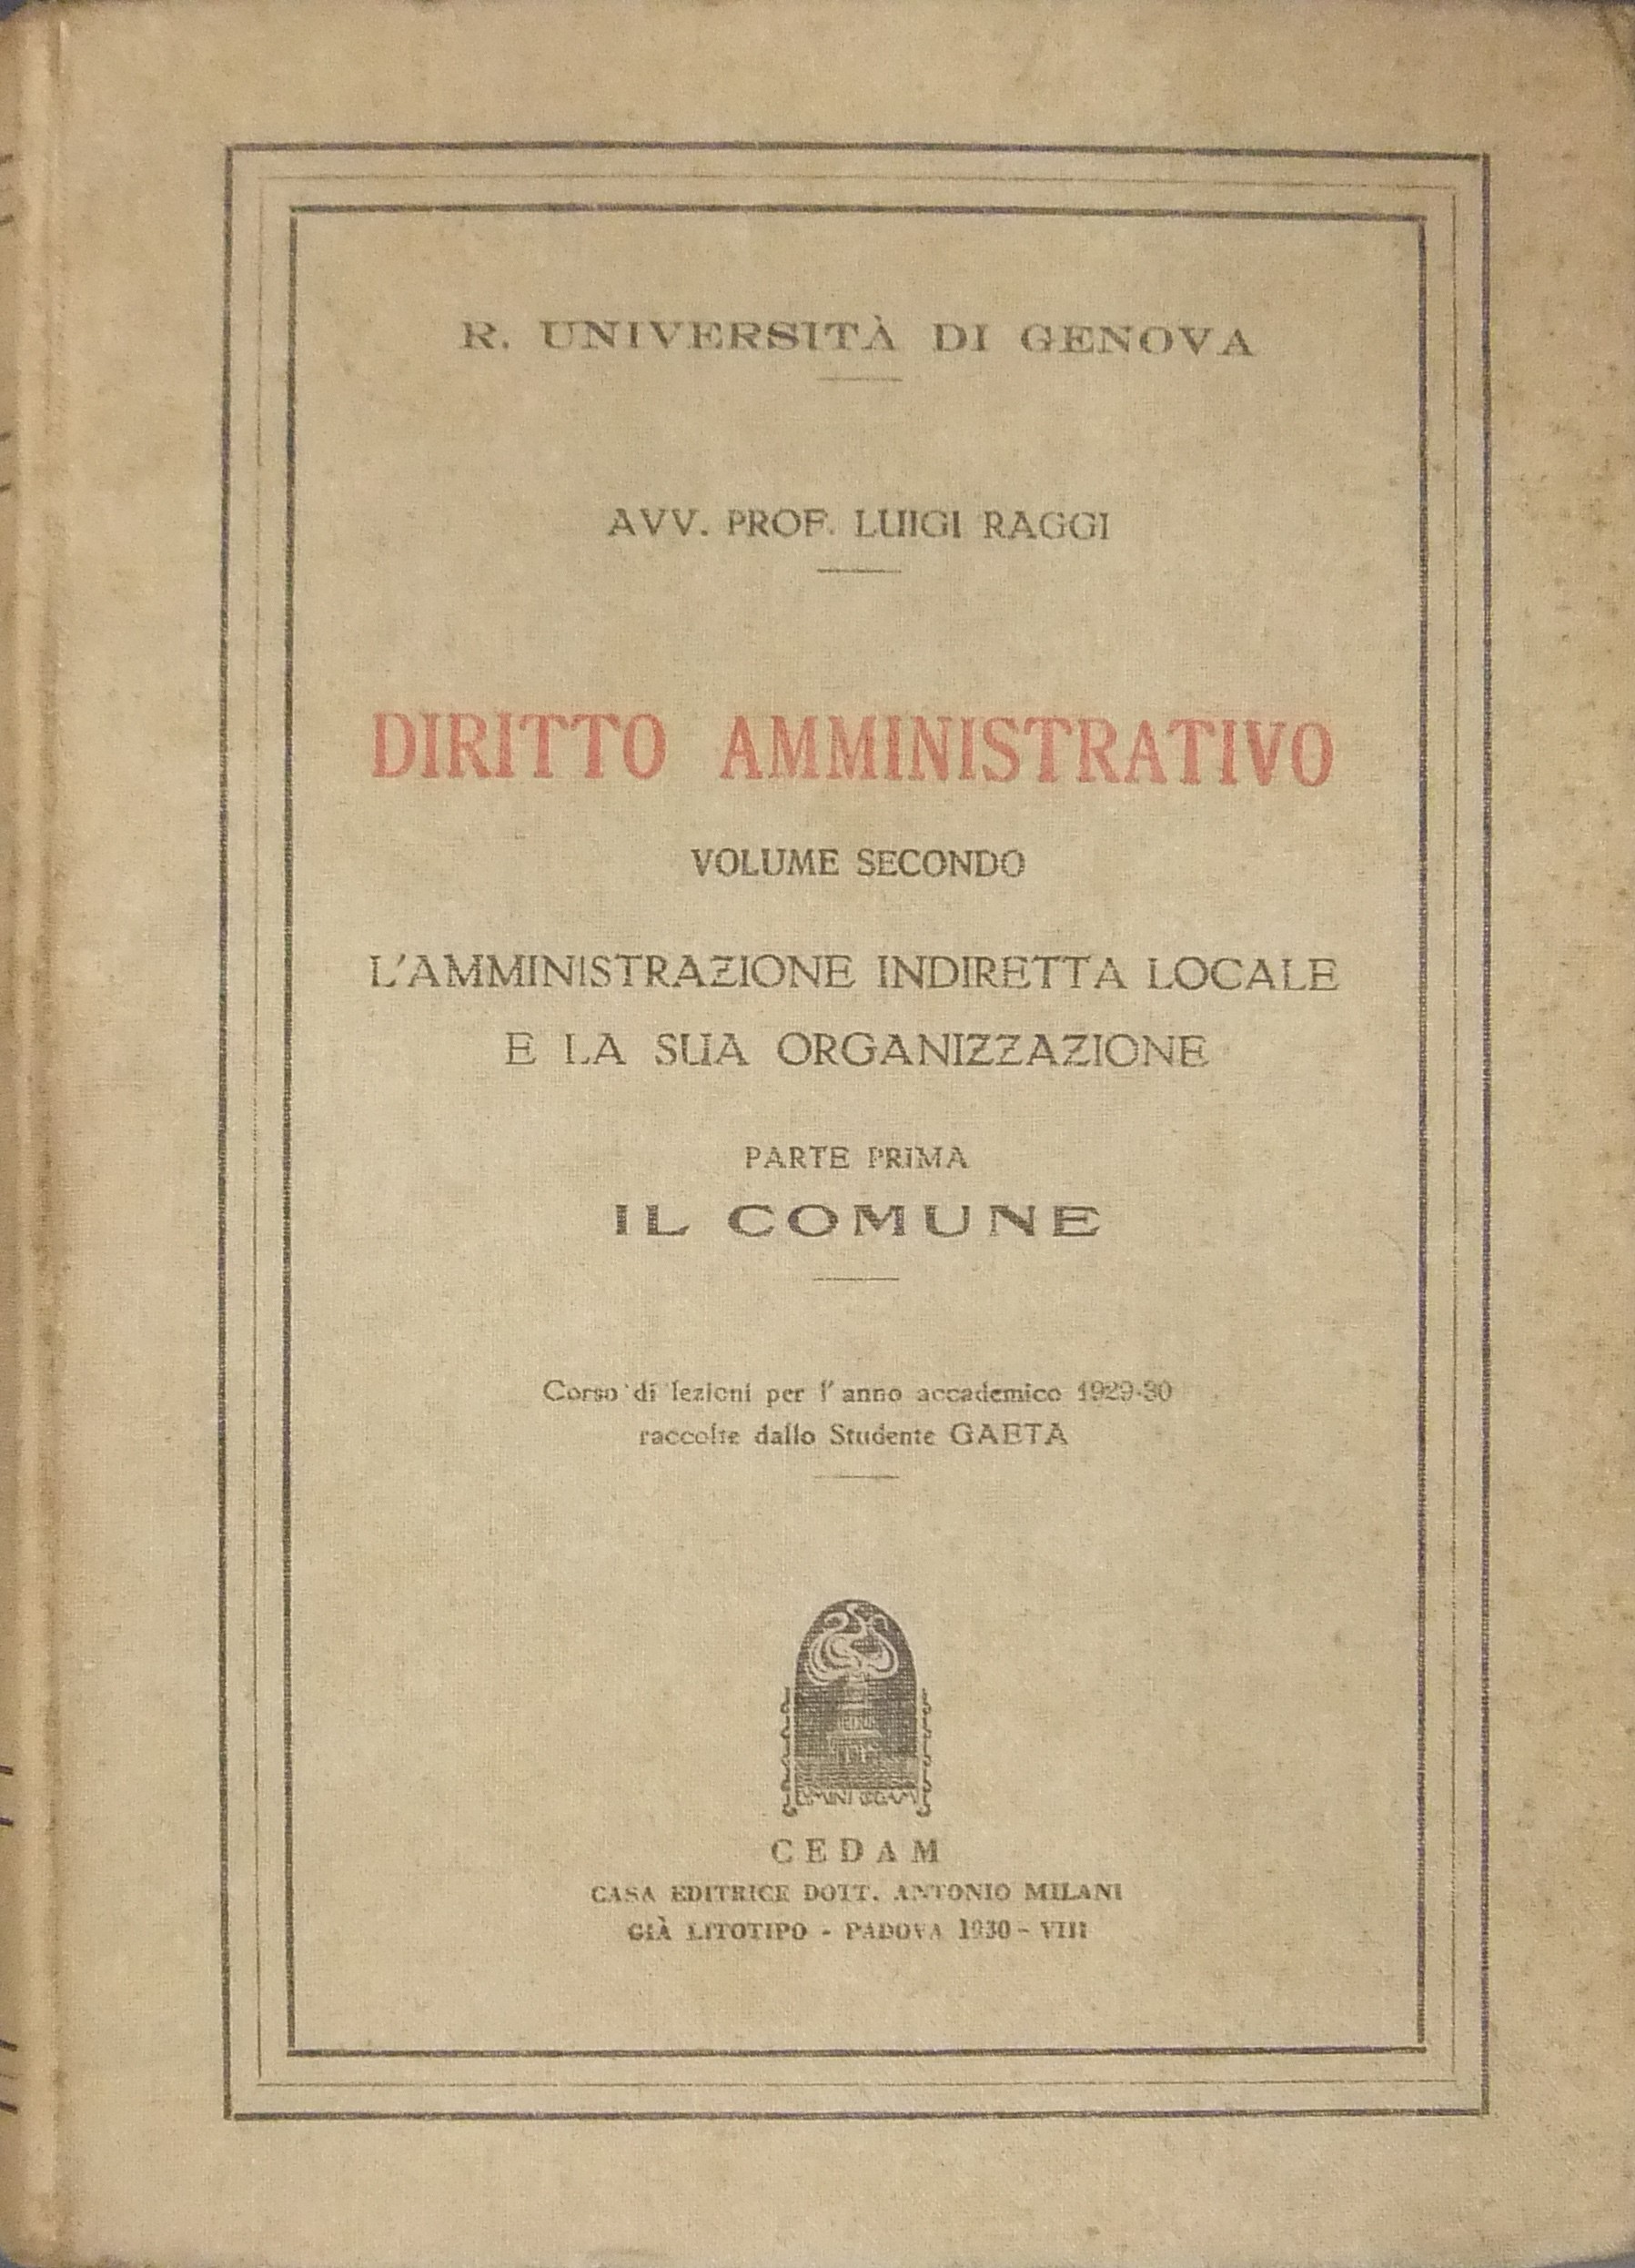 R. UNIVERSITÀ DI GENOVA
AVV. PROF. LUIGI RAGGI
DIRITTO AMMINISTRATIVO
VOLUME SECONDO
L'AMMINISTRAZIONE INDIRETTA LOCALE
E LA SUA ORGANIZZAZIONE
PARTE PRIMA
IL COMUNE
Corso di lezioni per l'anno accademico 1929-30
raccolte dallo Studente GAETA
CEDAM
CASA EDITRICE DOTT. ANTONIO MILANI
GIÀ LITOTIPO - PADOVA 1930 - VIII